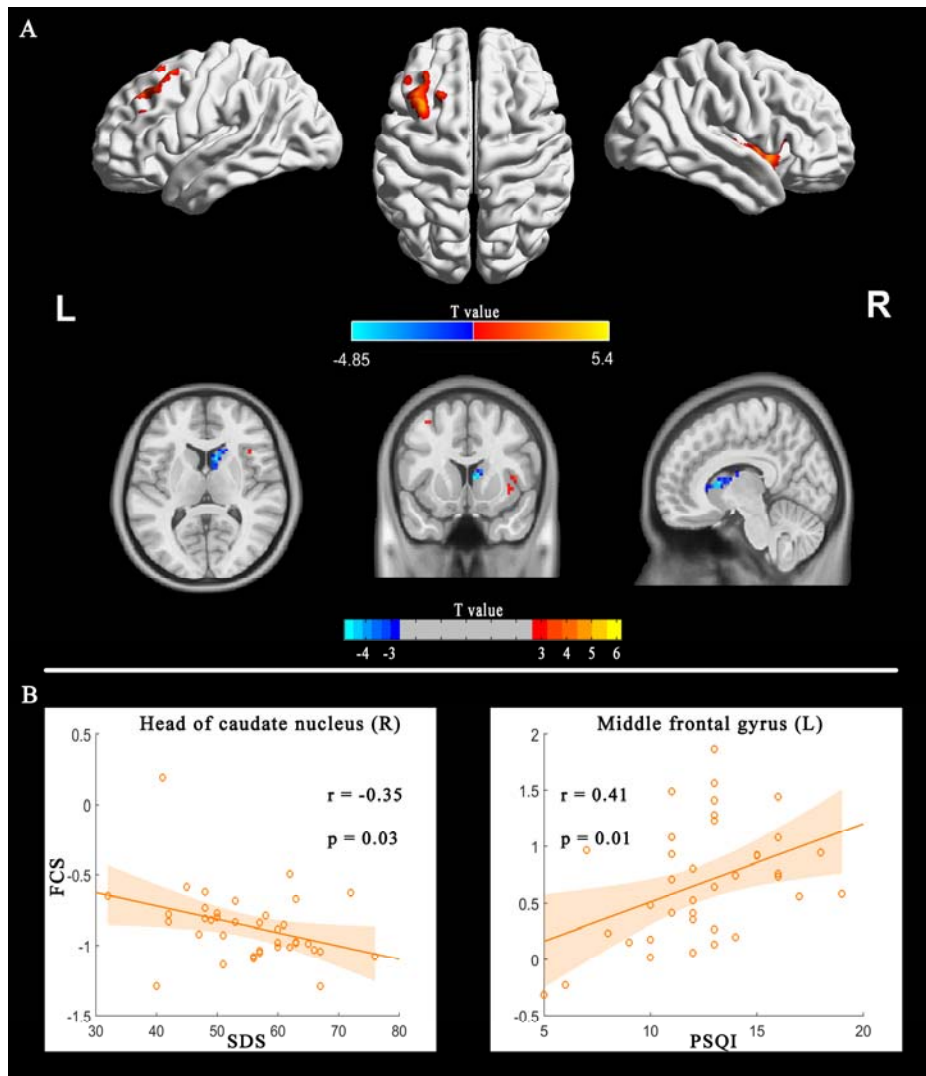 A
L
R
T value
-4.85
5.4
T value
-4 -3 3 4 5 6
B
Head of caudate nucleus (R)
r = -0.35
p = 0.03
FCS
0.5
0
-0.5
-1
-1.5
30 40 50 60 70 80
SDS
Middle frontal gyrus (L)
r = 0.41
p = 0.01
2
1.5
1
0.5
0
-0.5
5 10 15 20
PSQI